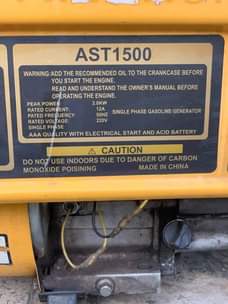 AST1500
WARNING ADD THE RECOMMENDED OIL TO THE CRANKCASE BEFORE
YOU START THE ENGINE.
READ AND UNDERSTAND THE OWNER'S MANUAL BEFORE
OPERATING THE ENGINE.
PEAK POWER: 2.0KW
RATED CURRENT: 12A
RATED FREQUENCY: 50HZ SINGLE PHASE GASOLINE GENERATOR
RATED VOLTAGE: 220V
SINGLE PHASE
AAA QUALITY WITH ELECTRICAL START AND ACID BATTERY
CAUTION
DO NOT USE INDOORS DUE TO DANGER OF CARBON
MONOXIDE POISINING MADE IN CHINA